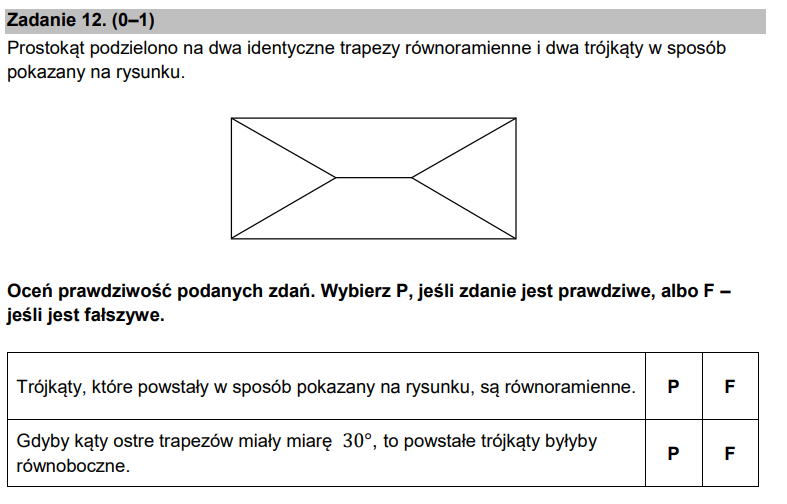 Zadanie 12. (0–1)
Prostokąt podzielono na dwa identyczne trapezy równoramienne i dwa trójkąty w sposób
pokazany na rysunku.
Oceń prawdziwość podanych zdań. Wybierz P, jeśli zdanie jest prawdziwe, albo F –
jeśli jest fałszywe.
Trójkąty, które powstały w sposób pokazany na rysunku, są równoramienne. P F
Gdyby kąty ostre trapezów miały miarę 30°, to powstałe trójkąty byłyby
równoboczne. P F